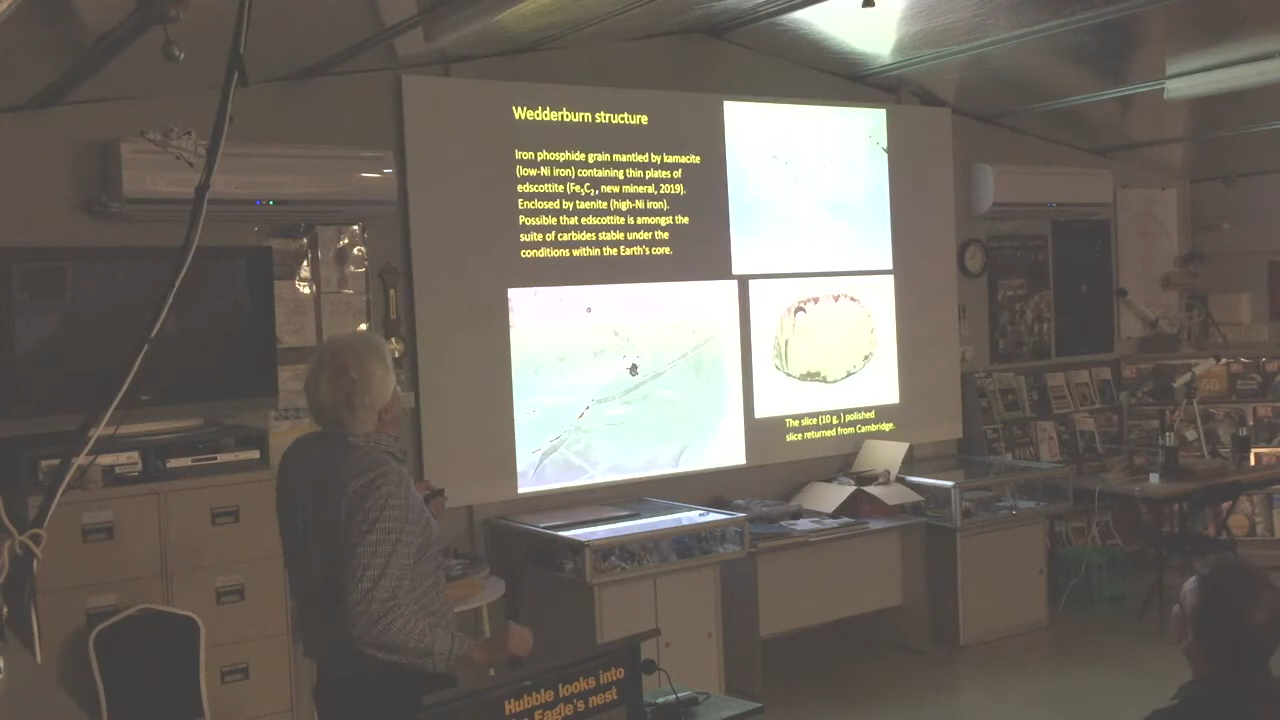 Wedderburn structure
Iron phosphide grain mantled by kamacite
(low-Ni iron) containing thin plates of
edscottite (Fe₅C₂, new mineral, 2019).
Enclosed by taenite (high-Ni iron).
Possible that edscottite is amongst the
suite of carbides stable under the
conditions within the Earth's core.
The slice (10 g, ) polished
slice returned from Cambridge.
Hubble looks into
Eagle's nest
50